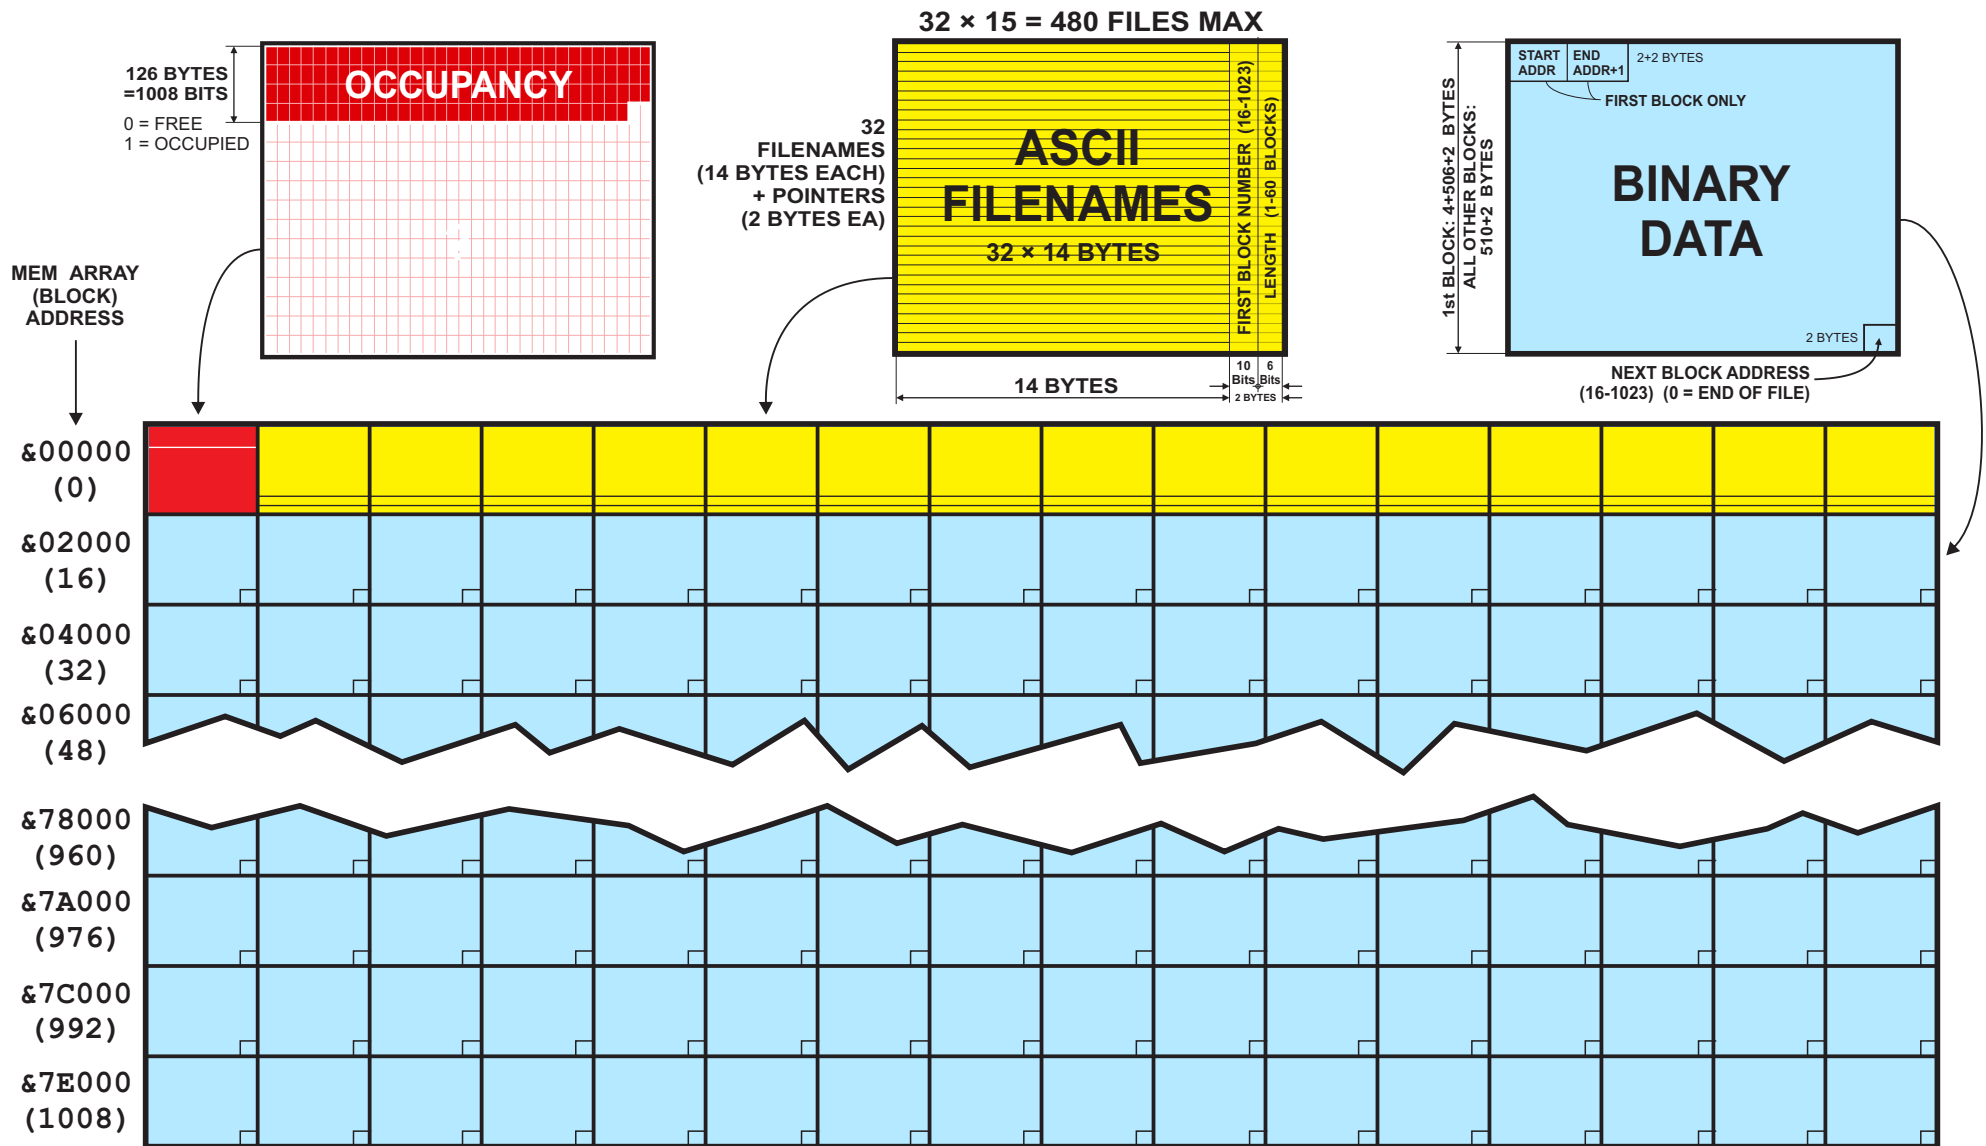 32 × 15 = 480 FILES MAX
126 BYTES
=1008 BITS
0 = FREE
1 = OCCUPIED
OCCUPANCY
32
FILENAMES
(14 BYTES EACH)
+ POINTERS
(2 BYTES EA)
ASCII
FILENAMES
32 × 14 BYTES
FIRST BLOCK NUMBER (16-1023)
LENGTH (1-60 BLOCKS)
14 BYTES
10
Bits
6
Bits
2 BYTES
1st BLOCK: 4+506+2 BYTES
ALL OTHER BLOCKS:
510+2 BYTES
START
ADDR
END
ADDR+1
2+2 BYTES
FIRST BLOCK ONLY
BINARY
DATA
2 BYTES
NEXT BLOCK ADDRESS
(16-1023) (0 = END OF FILE)
MEM ARRAY
(BLOCK)
ADDRESS
&00000
(0)
&02000
(16)
&04000
(32)
&06000
(48)
&78000
(960)
&7A000
(976)
&7C000
(992)
&7E000
(1008)